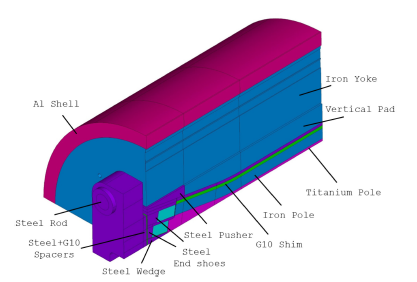 Iron Yoke
Al Shell
Vertical Pad
Titanium Pole
Iron Pole
Steel Rod
Steel Pusher
Steel+G10
Spacers
G10 Shim
Steel
End shoes
Steel Wedge